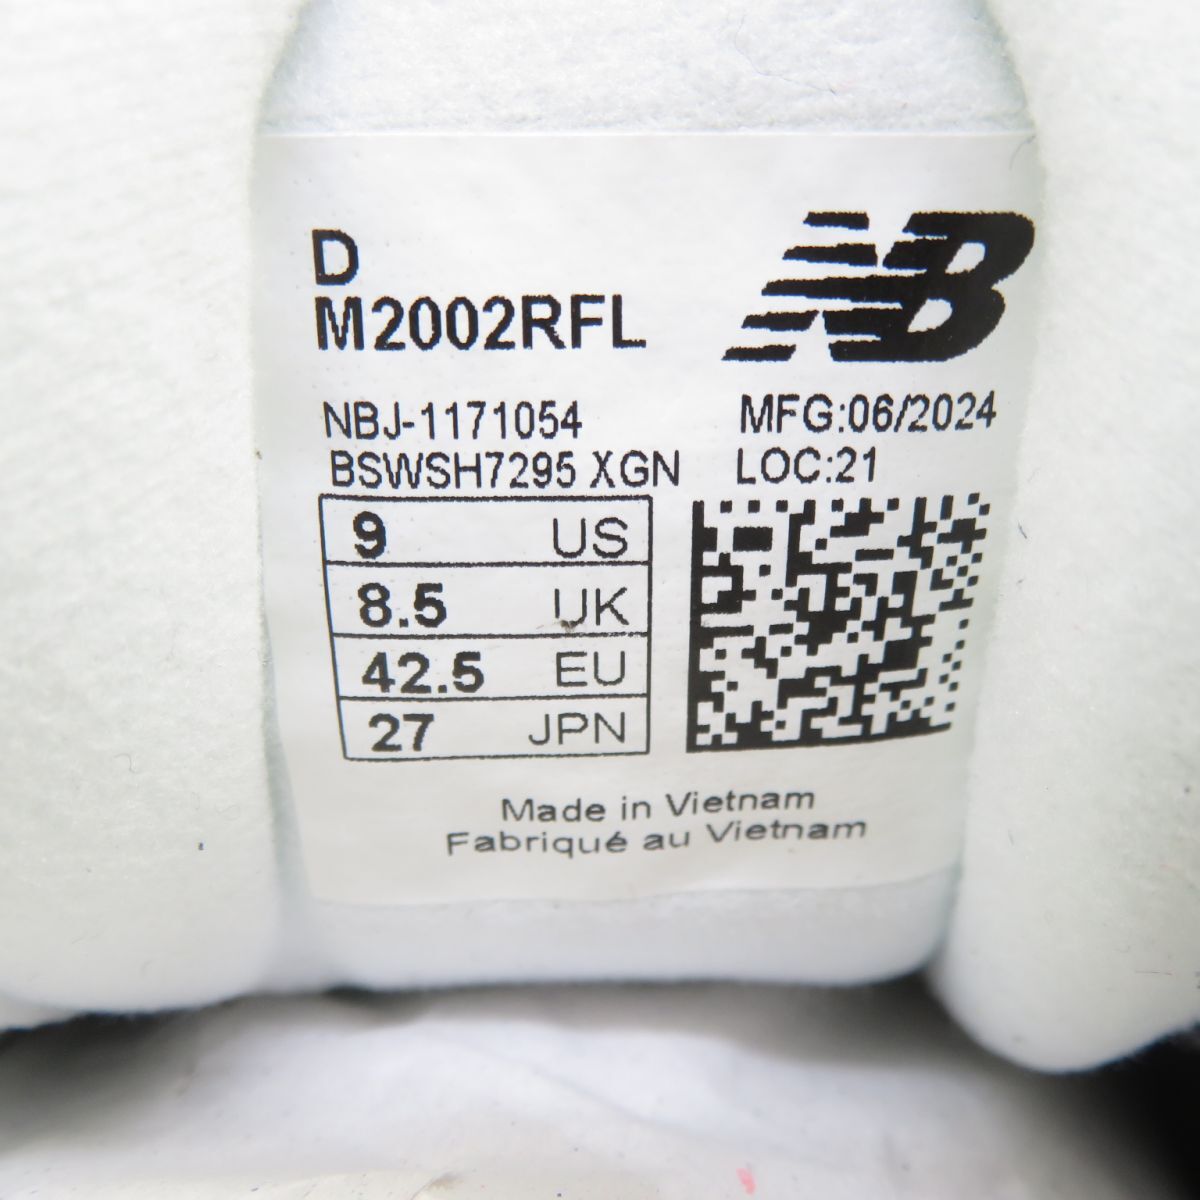 D
M2002RFL
NB
NBJ-1171054 MFG:06/2024
BSWSH7295 XGN LOC:21
9 US
8.5 UK
42.5 EU
27 JPN
Made in Vietnam
Fabriqué au Vietnam